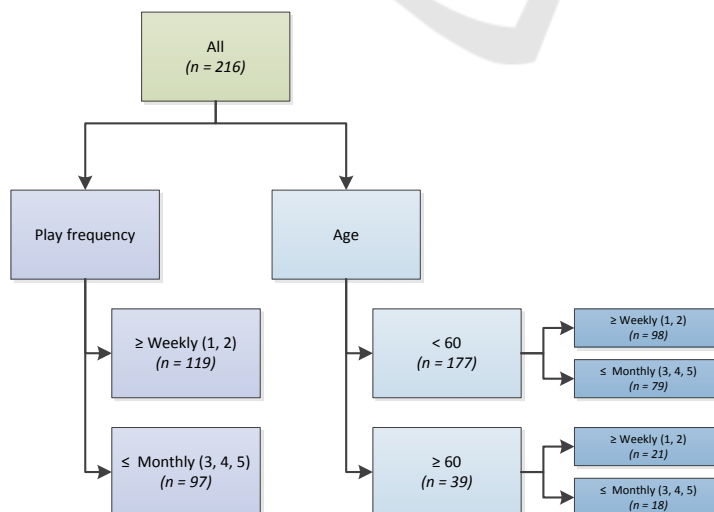 All
(n = 216)
Play frequency
Age
≥ Weekly (1, 2)
(n = 119)
< 60
(n = 177)
≥ Weekly (1, 2)
(n = 98)
≤ Monthly (3, 4, 5)
(n = 79)
≤ Monthly (3, 4, 5)
(n = 97)
≥ 60
(n = 39)
≥ Weekly (1, 2)
(n = 21)
≤ Monthly (3, 4, 5)
(n = 18)